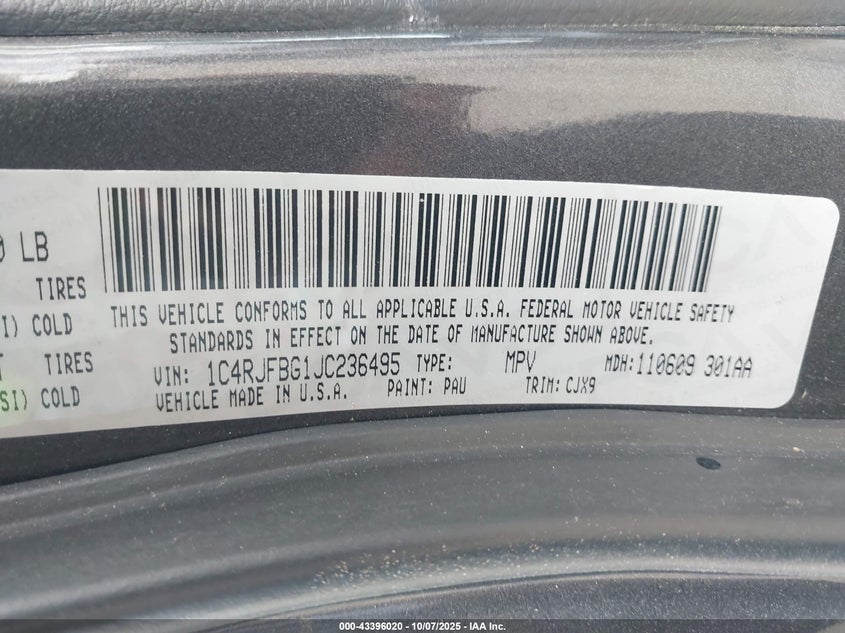 0 LB
TIRES
I) COLD
T TIRES
SI) COLD
THIS VEHICLE CONFORMS TO ALL APPLICABLE U.S.A. FEDERAL MOTOR VEHICLE SAFETY
STANDARDS IN EFFECT ON THE DATE OF MANUFACTURE SHOWN ABOVE.
VIN: 1C4RJFBG1JC236495 TYPE: MPV MDH:110609 301AA
VEHICLE MADE IN U.S.A. PAINT: PAU TRIM: CJX9
000-43396020 - 10/07/2025 - IAA Inc.